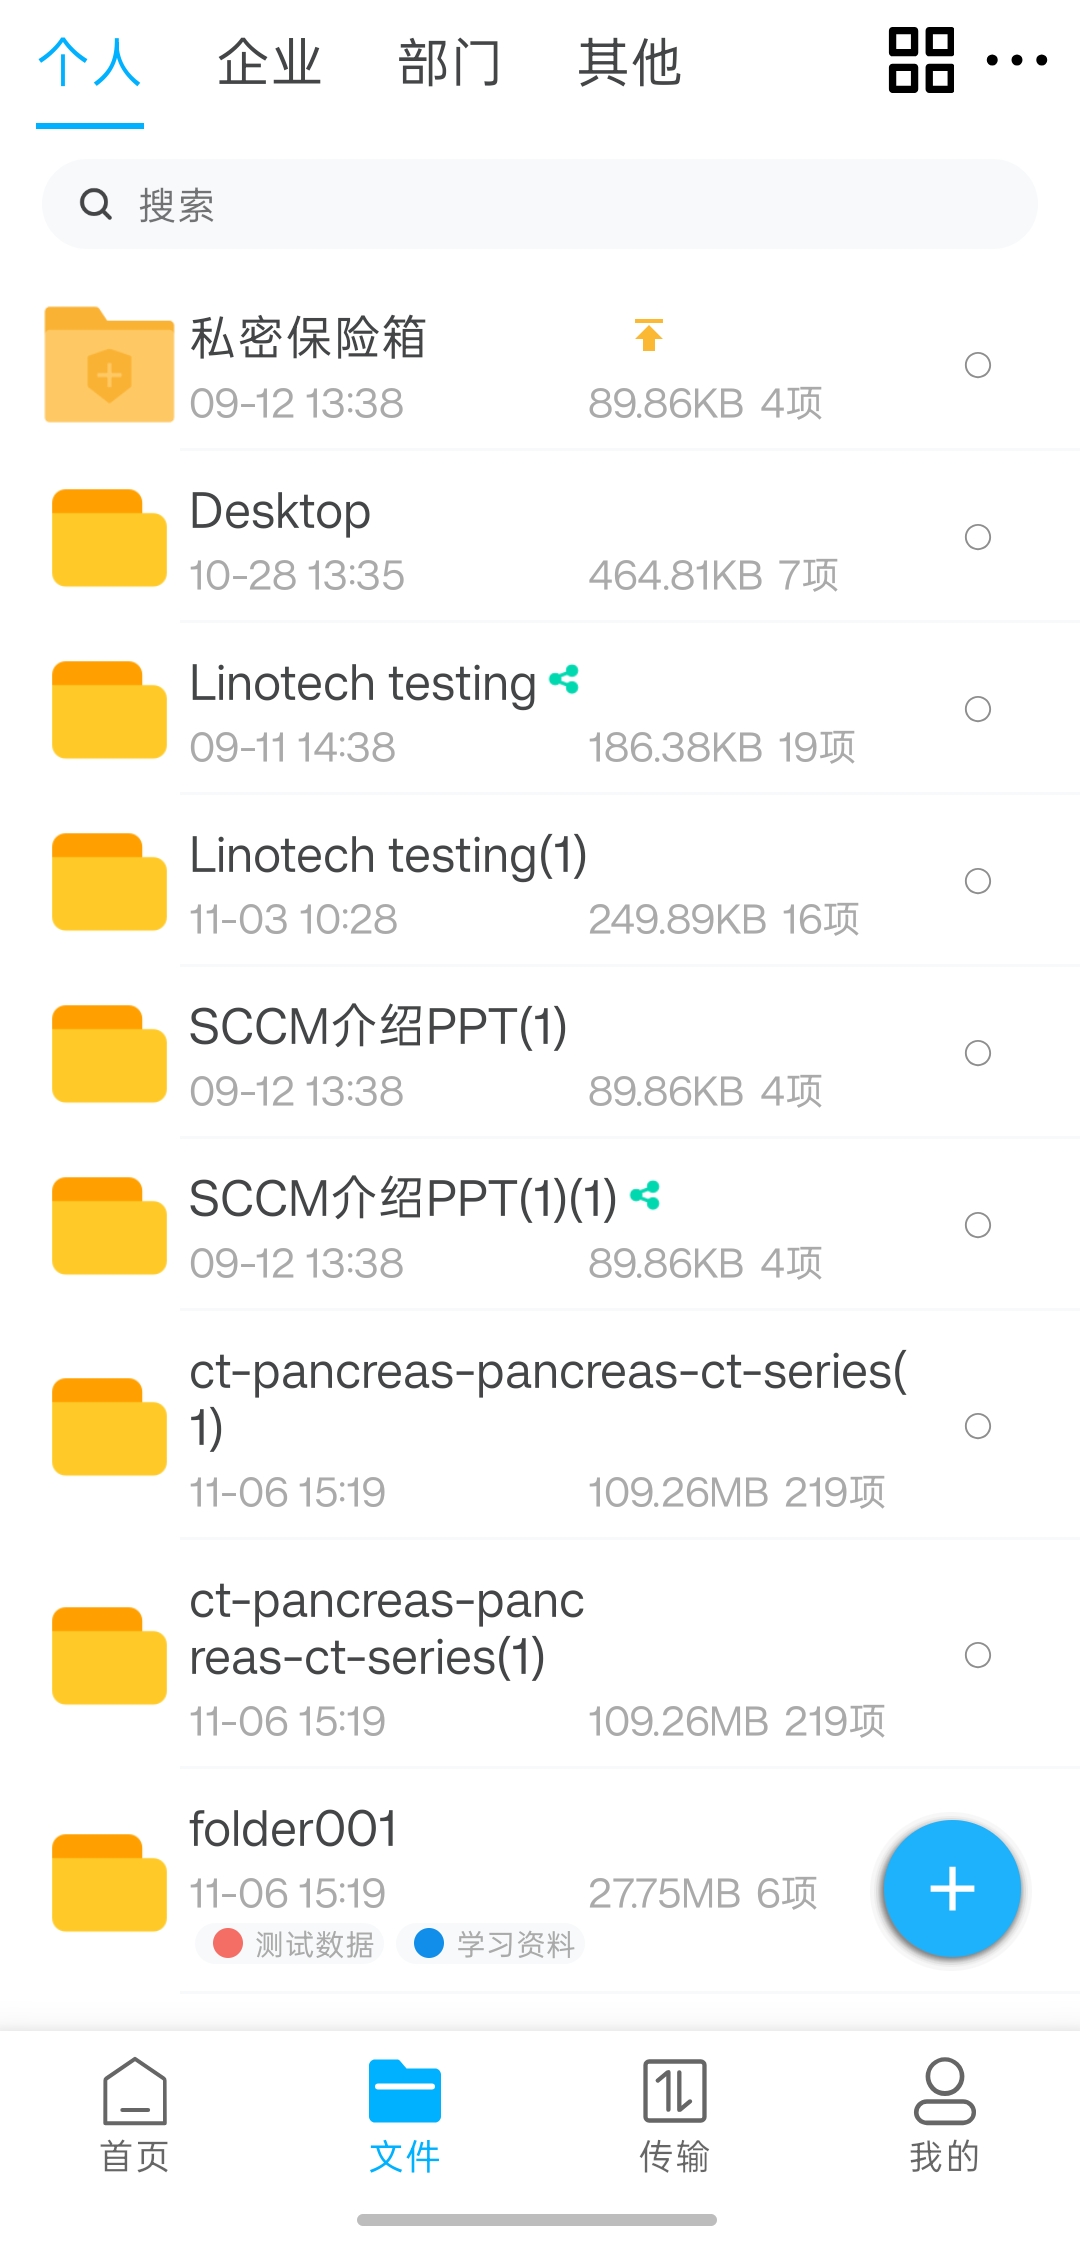 个人 企业 部门 其他
搜索
私密保险箱
09-12 13:38 89.86KB 4项
Desktop
10-28 13:35 464.81KB 7项
Linotech testing
09-11 14:38 186.38KB 19项
Linotech testing(1)
11-03 10:28 249.89KB 16项
SCCM介绍PPT(1)
09-12 13:38 89.86KB 4项
SCCM介绍PPT(1)(1)
09-12 13:38 89.86KB 4项
ct-pancreas-pancreas-ct-series(
1)
11-06 15:19 109.26MB 219项
ct-pancreas-panc
reas-ct-series(1)
11-06 15:19 109.26MB 219项
folder001
11-06 15:19 27.75MB 6项
测试数据 学习资料
首页 文件 传输 我的